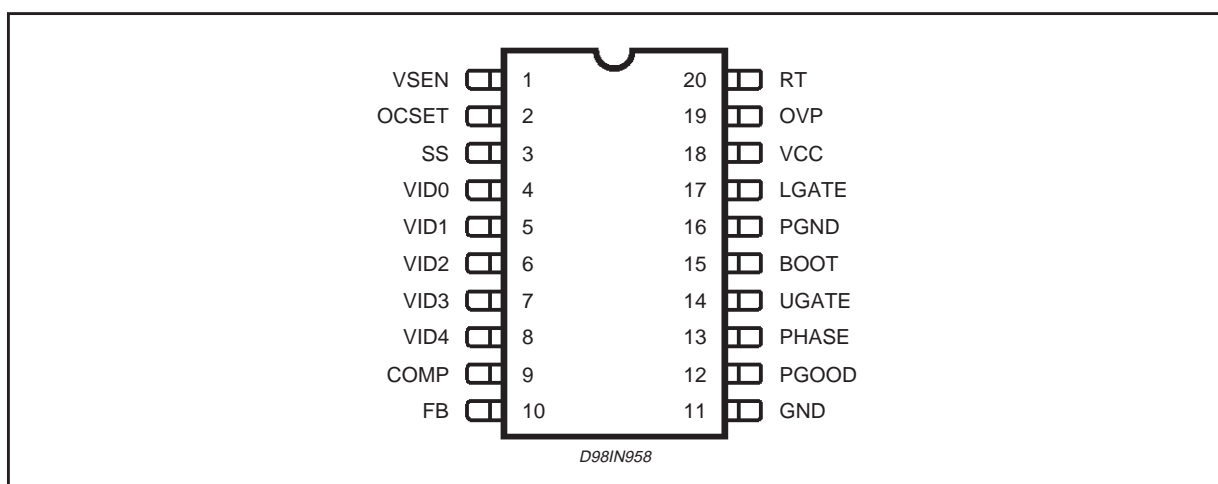 VSEN 1 20 RT
OCSET 2 19 OVP
SS 3 18 VCC
VID0 4 17 LGATE
VID1 5 16 PGND
VID2 6 15 BOOT
VID3 7 14 UGATE
VID4 8 13 PHASE
COMP 9 12 PGOOD
FB 10 11 GND
D98IN958